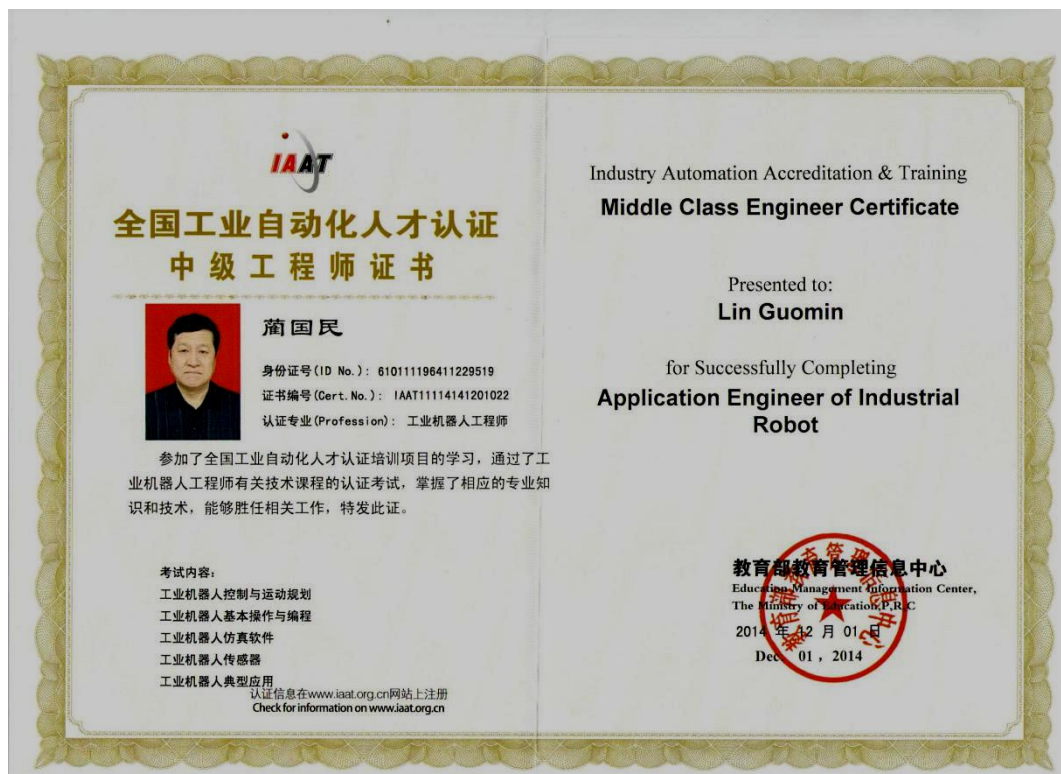 IAAT
全国工业自动化人才认证
中级工程师证书
蔺国民
身份证号(ID No.): 610111196411229519
证书编号(Cert. No.): IAAT11114141201022
认证专业(Profession): 工业机器人工程师
参加了全国工业自动化人才认证培训项目的学习，通过了工
业机器人工程师有关技术课程的认证考试，掌握了相应的专业知
识和技术，能够胜任相关工作，特发此证。
考试内容：
工业机器人控制与运动规划
工业机器人基本操作与编程
工业机器人仿真软件
工业机器人传感器
工业机器人典型应用
认证信息在www.iaat.org.cn网站上注册
Check for information on www.iaat.org.cn
Industry Automation Accreditation & Training
Middle Class Engineer Certificate
Presented to:
Lin Guomin
for Successfully Completing
Application Engineer of Industrial
Robot
教育部教育管理信息中心
Education Management Information Center,
The Ministry of Education,P,R,C
2014 年 12 月 01 日
Dec 01 , 2014
教育部教育管理信息中心